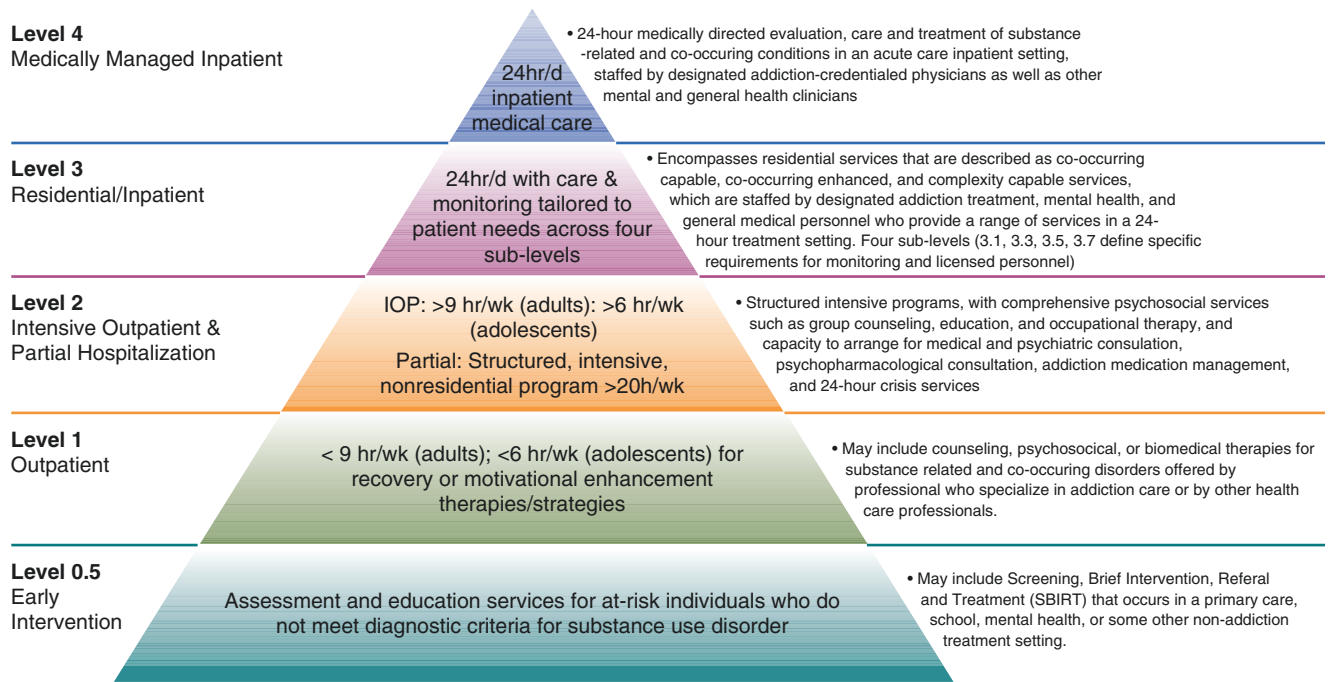 Level 4
Medically Managed Inpatient
24hr/d
inpatient
medical care
• 24-hour medically directed evaluation, care and treatment of substance
-related and co-occuring conditions in an acute care inpatient setting,
staffed by designated addiction-credentialed physicians as well as other
mental and general health clinicians
Level 3
Residential/Inpatient
24hr/d with care &
monitoring tailored to
patient needs across four
sub-levels
• Encompasses residential services that are described as co-occurring
capable, co-occurring enhanced, and complexity capable services,
which are staffed by designated addiction treatment, mental health, and
general medical personnel who provide a range of services in a 24-
hour treatment setting. Four sub-levels (3.1, 3.3, 3.5, 3.7 define specific
requirements for monitoring and licensed personnel)
Level 2
Intensive Outpatient &
Partial Hospitalization
IOP: >9 hr/wk (adults): >6 hr/wk
(adolescents)
Partial: Structured, intensive,
nonresidential program >20h/wk
• Structured intensive programs, with comprehensive psychosocial services
such as group counseling, education, and occupational therapy, and
capacity to arrange for medical and psychiatric consulation,
psychopharmacological consultation, addiction medication management,
and 24-hour crisis services
Level 1
Outpatient
< 9 hr/wk (adults); <6 hr/wk (adolescents) for
recovery or motivational enhancement
therapies/strategies
• May include counseling, psychosocical, or biomedical therapies for
substance related and co-occuring disorders offered by
professional who specialize in addiction care or by other health
care professionals.
Level 0.5
Early
Intervention
Assessment and education services for at-risk individuals who do
not meet diagnostic criteria for substance use disorder
• May include Screening, Brief Intervention, Referal
and Treatment (SBIRT) that occurs in a primary care,
school, mental health, or some other non-addiction
treatment setting.